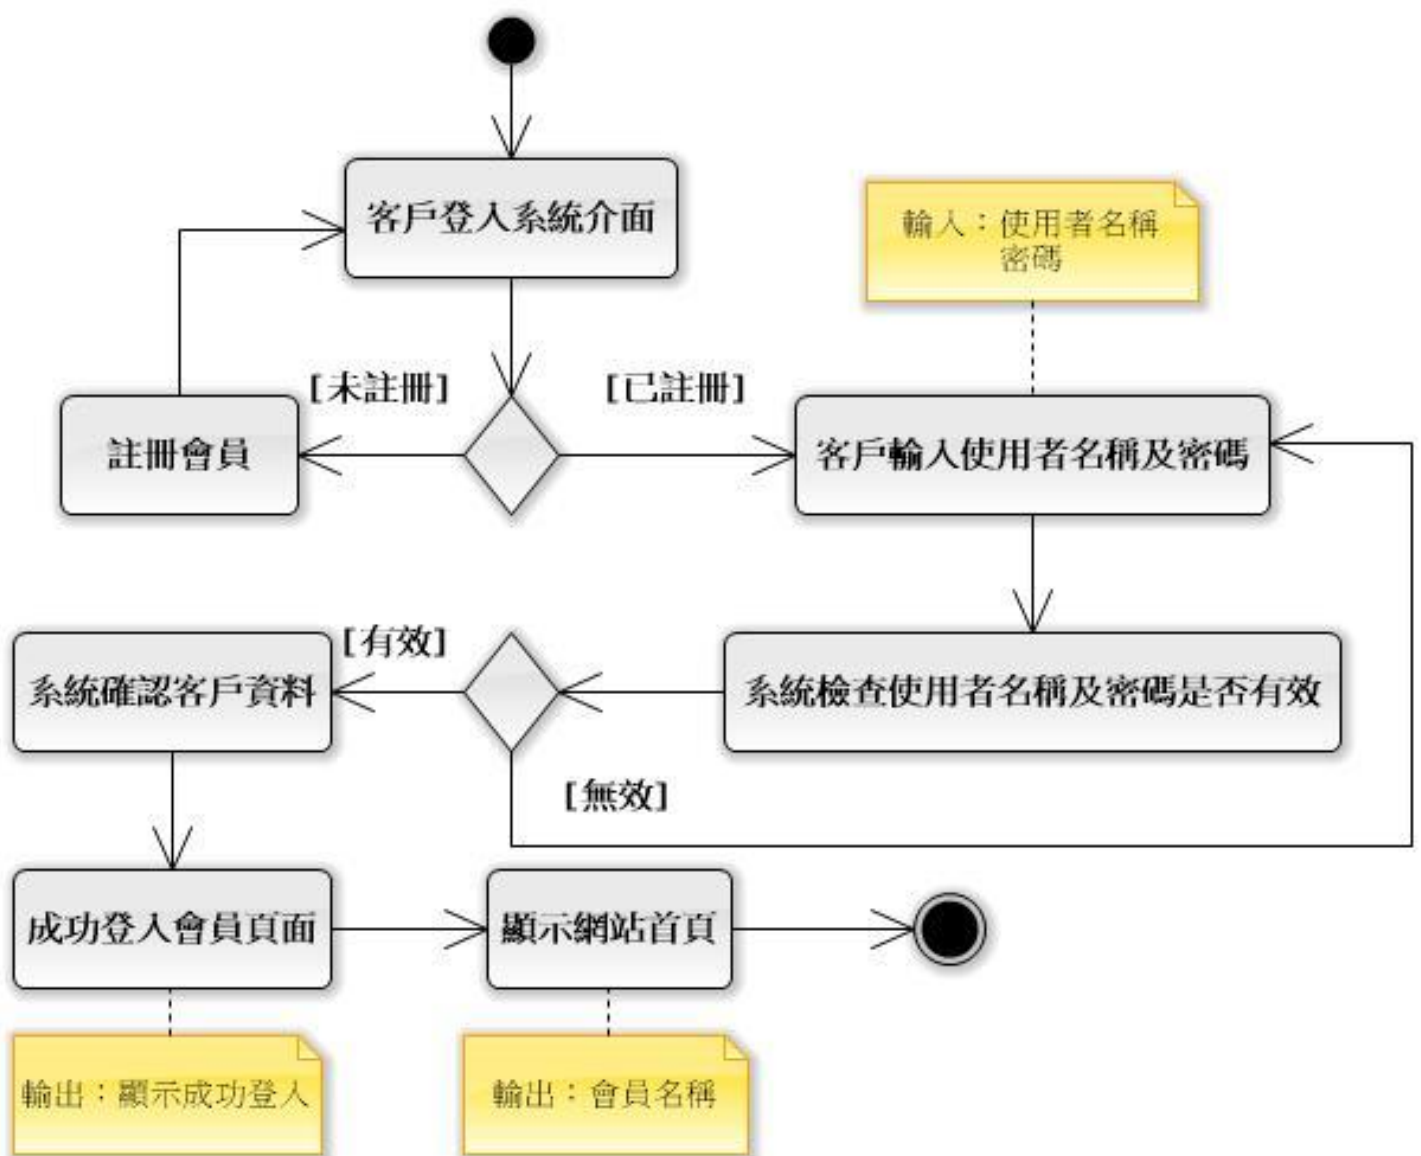 客戶登入系統介面
輸入：使用者名稱
密碼
[未註冊]
[已註冊]
註冊會員
客戶輸入使用者名稱及密碼
[有效]
系統確認客戶資料
系統檢查使用者名稱及密碼是否有效
[無效]
成功登入會員頁面
顯示網站首頁
輸出：顯示成功登入
輸出：會員名稱